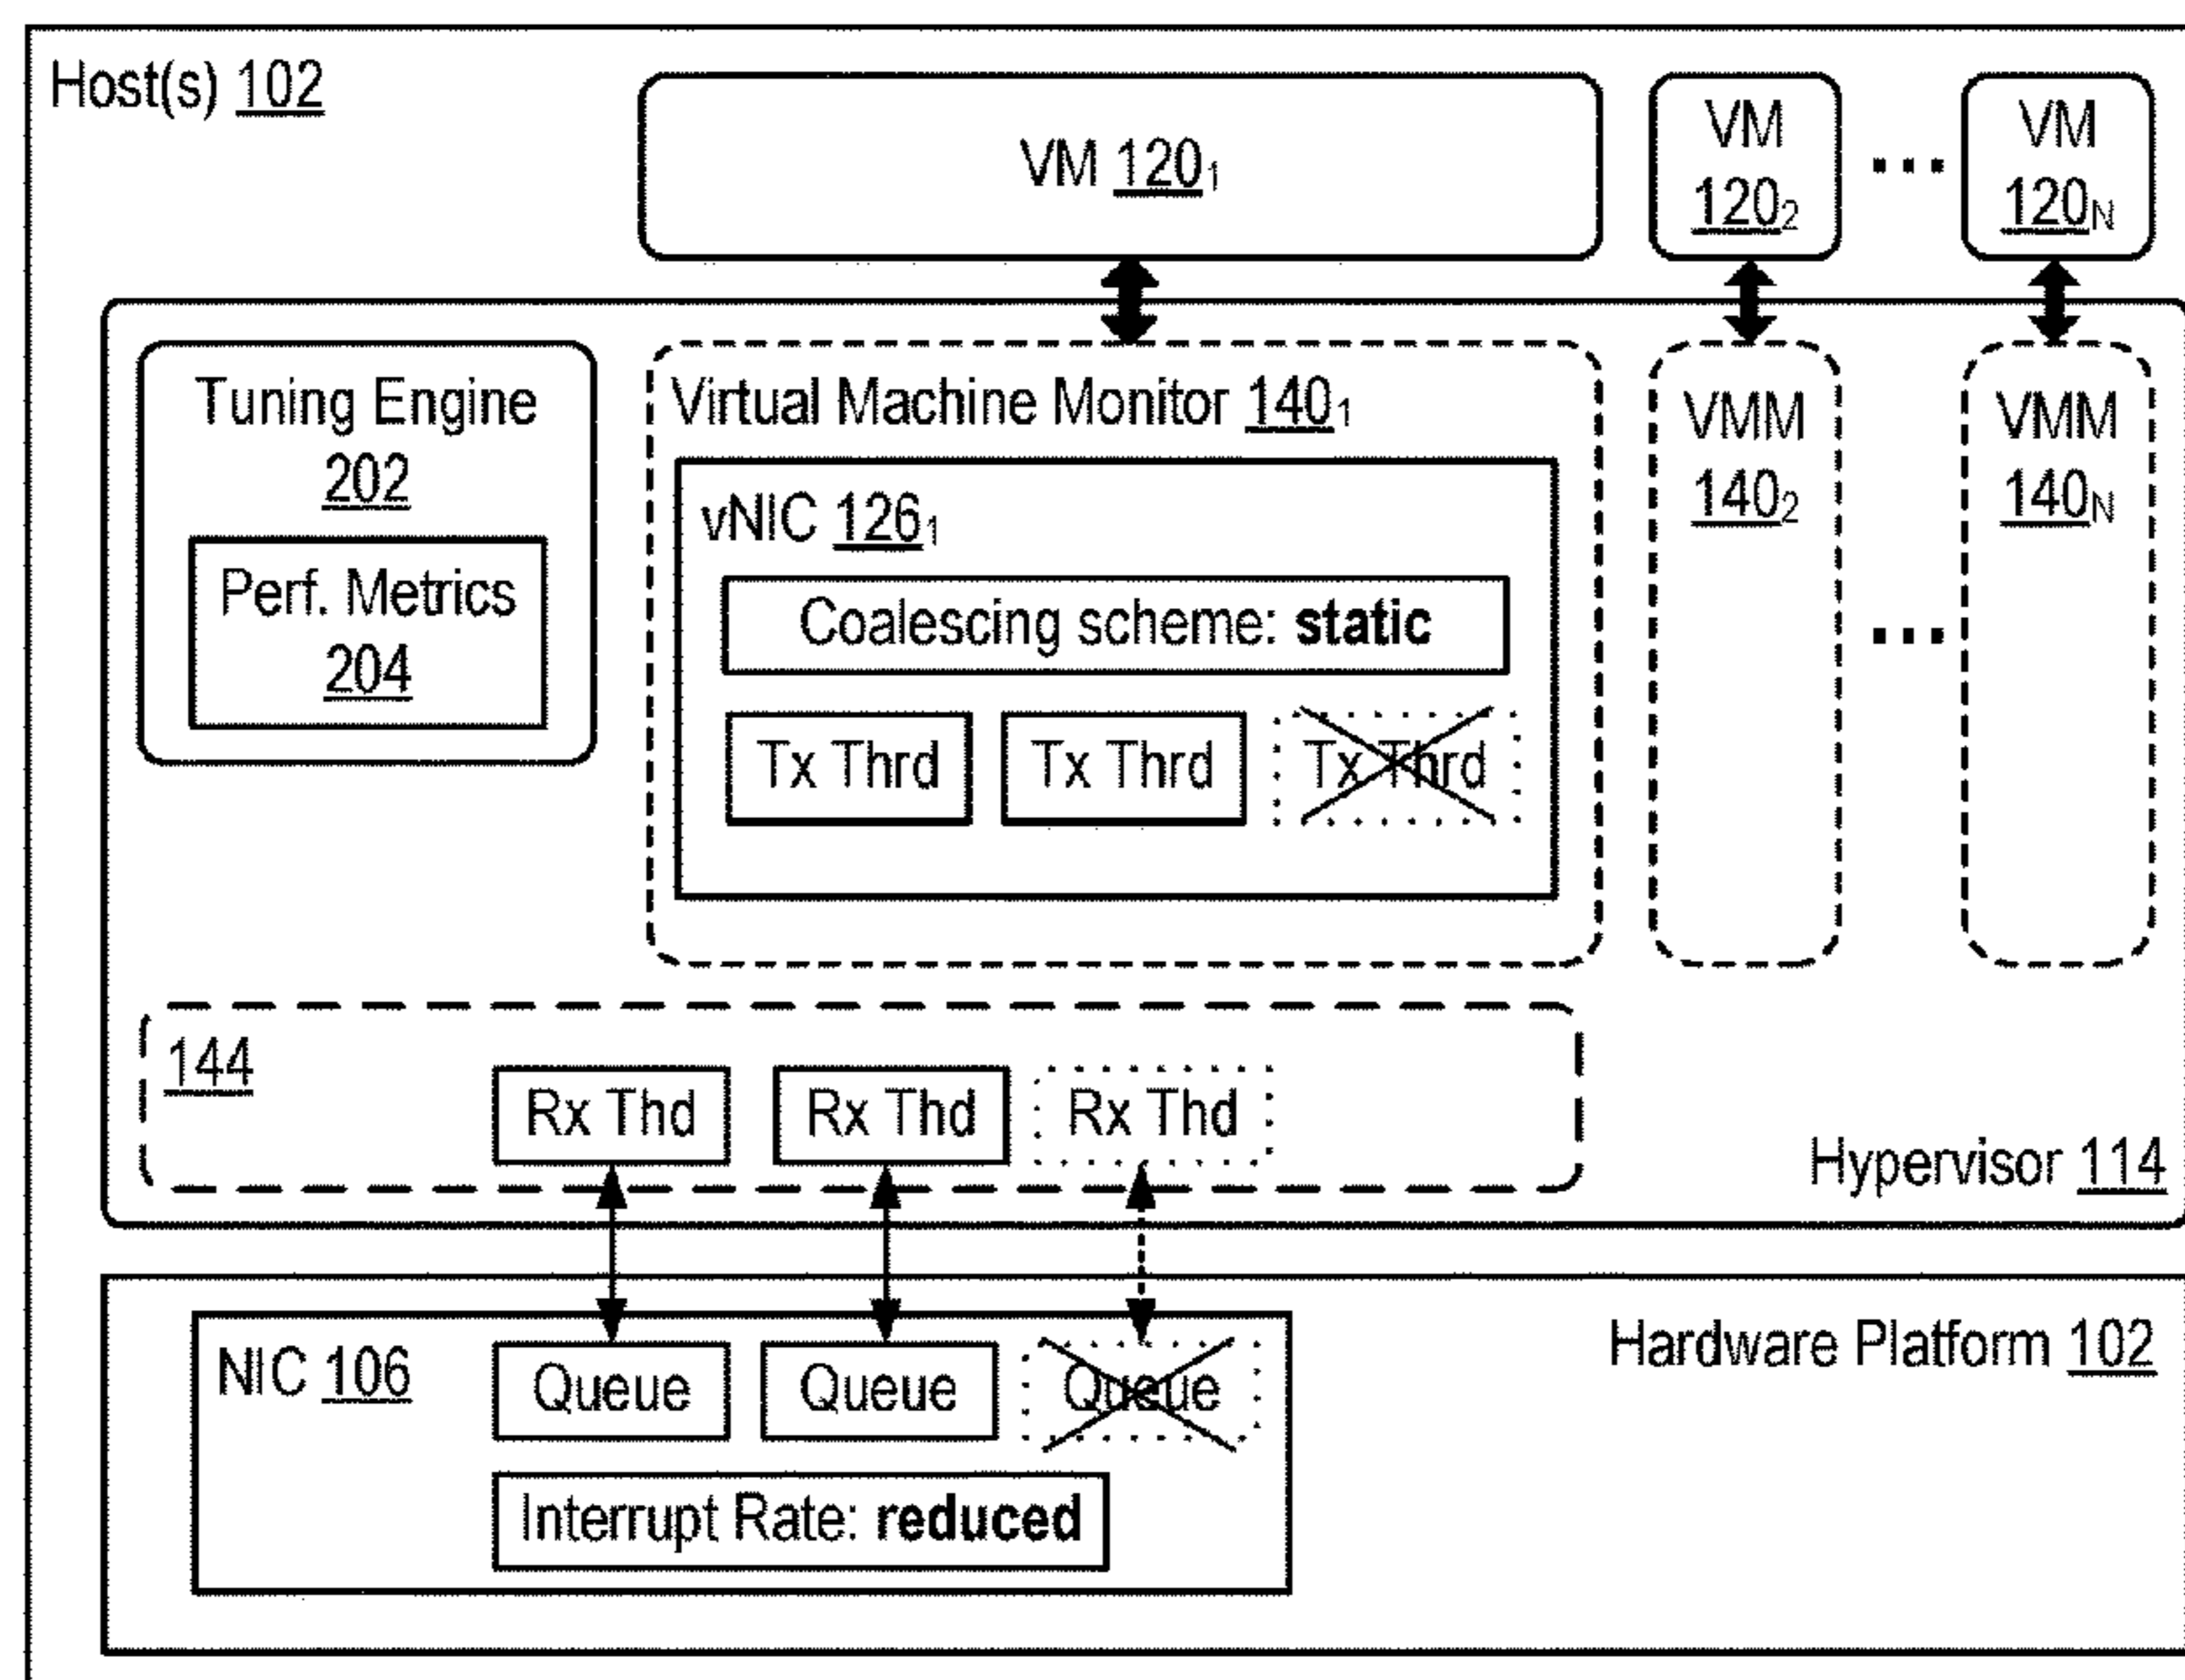 Host(s) 102
VM 120₁
VM
120₂
...
VM
120N
Tuning Engine
202
Perf. Metrics
204
Virtual Machine Monitor 140₁
vNIC 126₁
Coalescing scheme: static
Tx Thrd
Tx Thrd
Tx Thrd
VMM
140₂
...
VMM
140N
144
Rx Thd
Rx Thd
Rx Thd
Hypervisor 114
NIC 106
Queue
Queue
Queue
Interrupt Rate: reduced
Hardware Platform 102